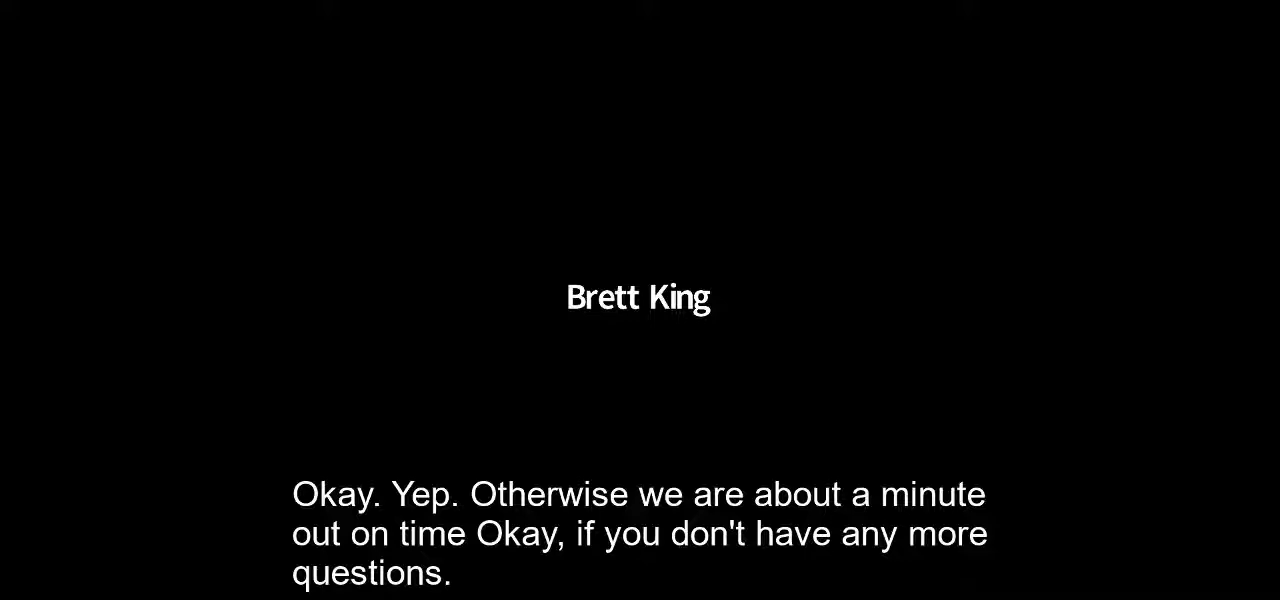 Brett King
Okay. Yep. Otherwise we are about a minute
out on time Okay, if you don't have any more
questions.